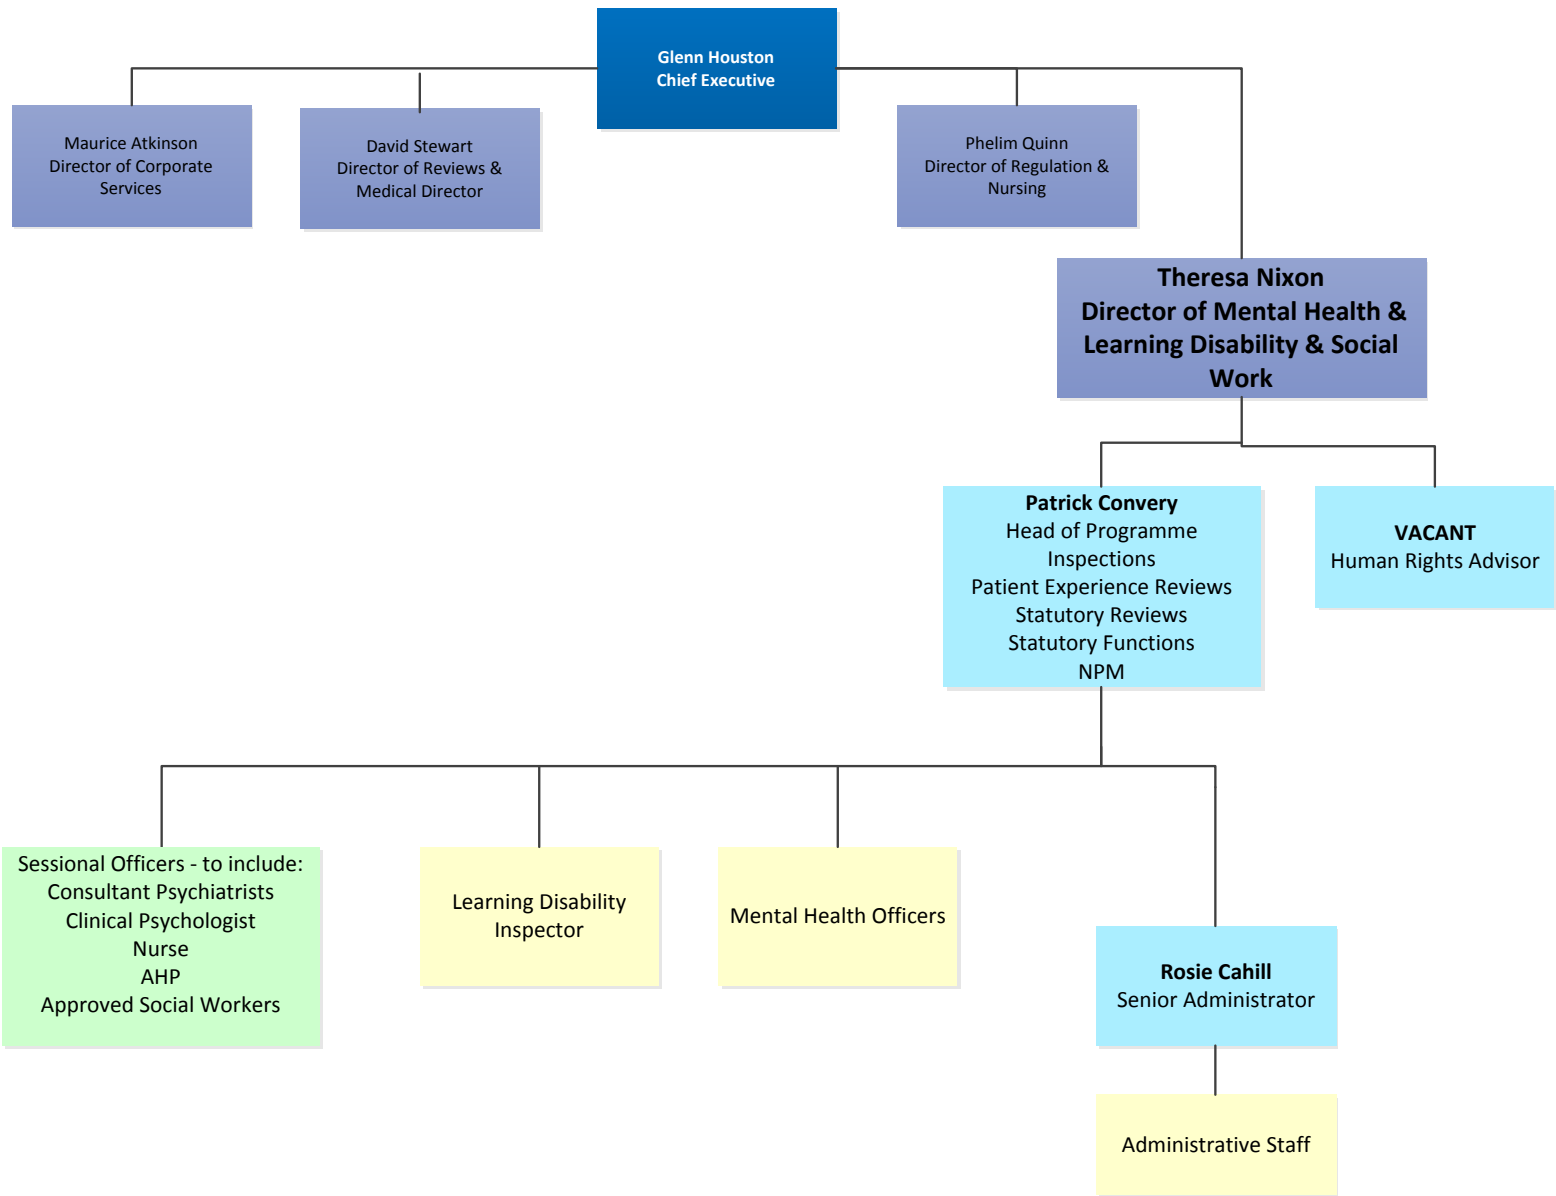 Glenn Houston
Chief Executive
Maurice Atkinson
Director of Corporate
Services
David Stewart
Director of Reviews &
Medical Director
Phelim Quinn
Director of Regulation &
Nursing
Theresa Nixon
Director of Mental Health &
Learning Disability & Social
Work
Patrick Convery
Head of Programme
Inspections
Patient Experience Reviews
Statutory Reviews
Statutory Functions
NPM
VACANT
Human Rights Advisor
Sessional Officers - to include:
Consultant Psychiatrists
Clinical Psychologist
Nurse
AHP
Approved Social Workers
Learning Disability
Inspector
Mental Health Officers
Rosie Cahill
Senior Administrator
Administrative Staff